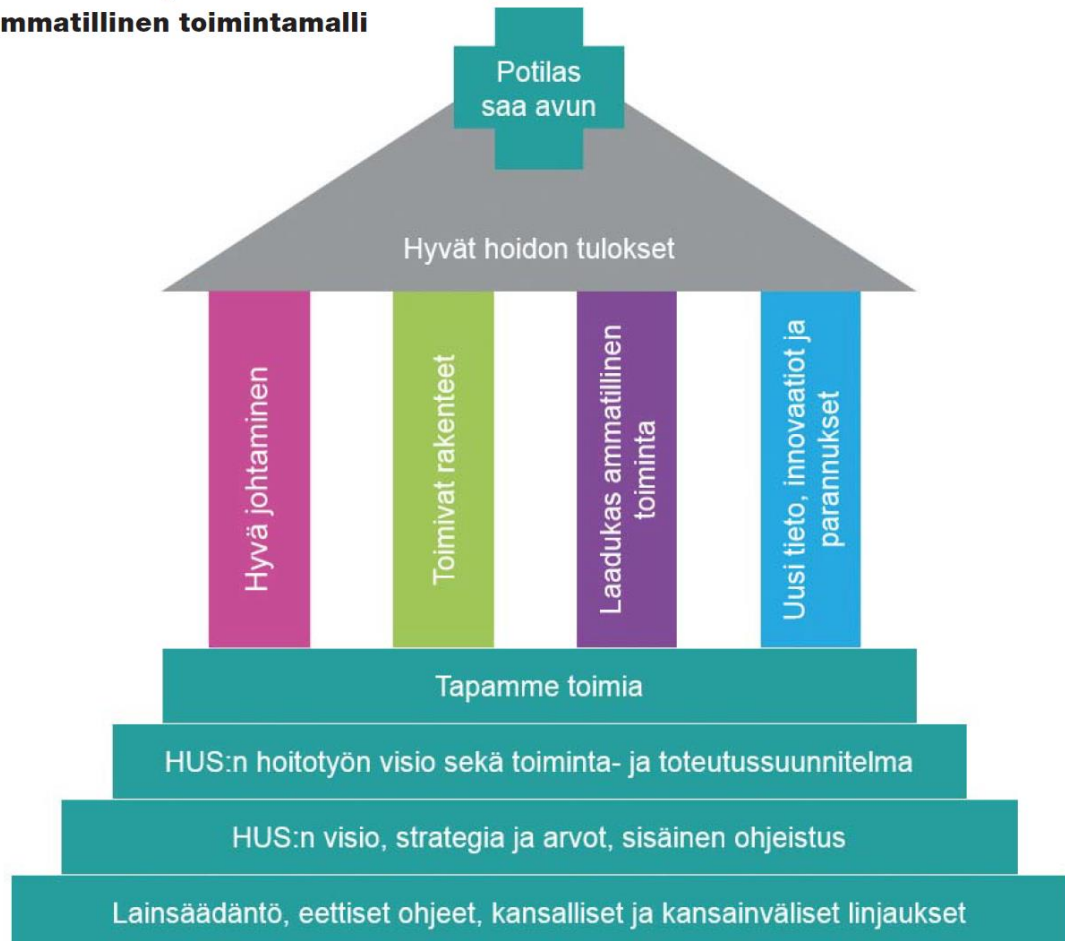 mmatillinen toimintamalli
Potilas
saa avun
Hyvät hoidon tulokset
Hyvä johtaminen
Toimivat rakenteet
Laadukas ammatillinen
toiminta
Uusi tieto, innovaatiot ja
parannukset
Tapamme toimia
HUS:n hoitotyön visio sekä toiminta- ja toteutussuunnitelma
HUS:n visio, strategia ja arvot, sisäinen ohjeistus
Lainsäädäntö, eettiset ohjeet, kansalliset ja kansainväliset linjaukset